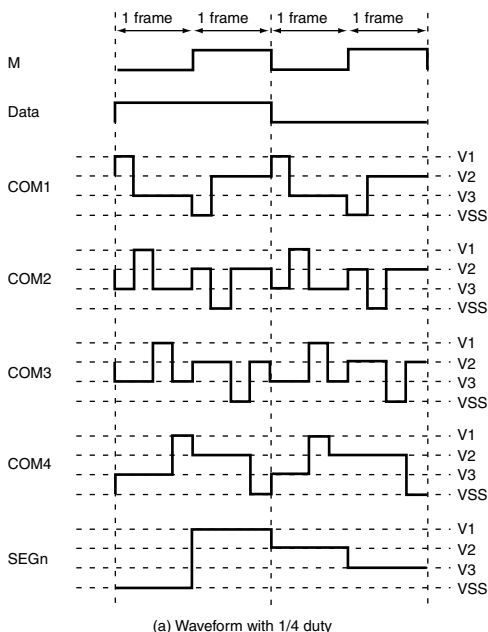 1 frame 1 frame 1 frame 1 frame
M
Data
COM1
V1
V2
V3
VSS
COM2
V1
V2
V3
VSS
COM3
V1
V2
V3
VSS
COM4
V1
V2
V3
VSS
SEGn
V1
V2
V3
VSS
(a) Waveform with 1/4 duty